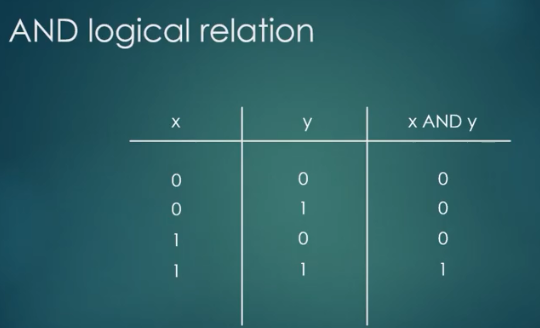 AND logical relation
x y x AND y
0 0 0
0 1 0
1 0 0
1 1 1